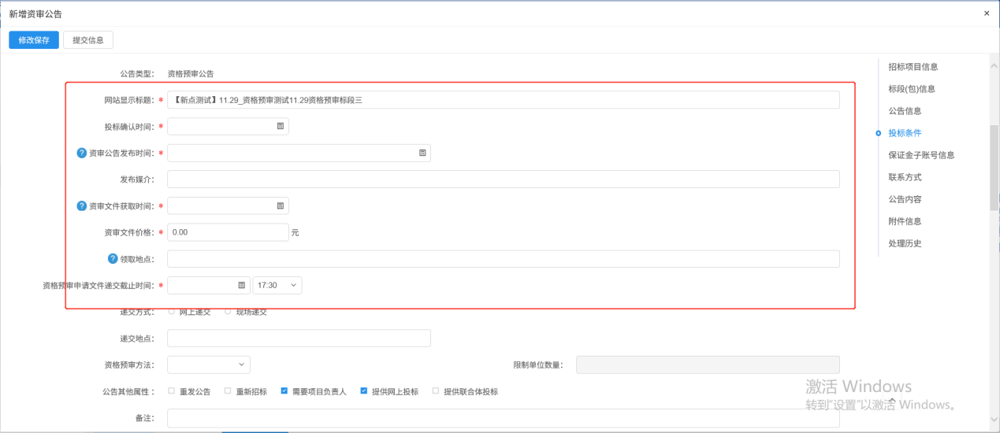 新增资审公告
×
修改保存 提交信息
公告类型： 资格预审公告
网站显示标题：* 【新点测试】11.29_资格预审测试11.29资格预审标段三
投标确认时间：*
? 资审公告发布时间：*
发布媒介：
? 资审文件获取时间：*
资审文件价格：* 0.00 元
? 领取地点：
资格预审申请文件递交截止时间：* 17:30
递交方式： 网上递交 现场递交
递交地点：
资格预审方法： 限制单位数量：
公告其他属性： 重发公告 重新招标 需要项目负责人 提供网上投标 提供联合体投标
备注：
招标项目信息
标段(包)信息
公告信息
投标条件
保证金子账号信息
联系方式
公告内容
附件信息
处理历史
激活 Windows
转到"设置"以激活 Windows。